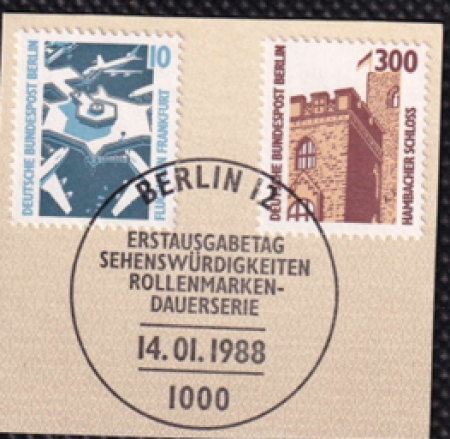 10
DEUTSCHE BUNDESPOST BERLIN
FRANKFURT
300
DEUTSCHE BUNDESPOST BERLIN
HAMBACHER SCHLOSS
BERLIN 12
ERSTAUSGABETAG
SEHENSWÜRDIGKEITEN
ROLLENMARKEN-
DAUERSERIE
14.01.1988
1000